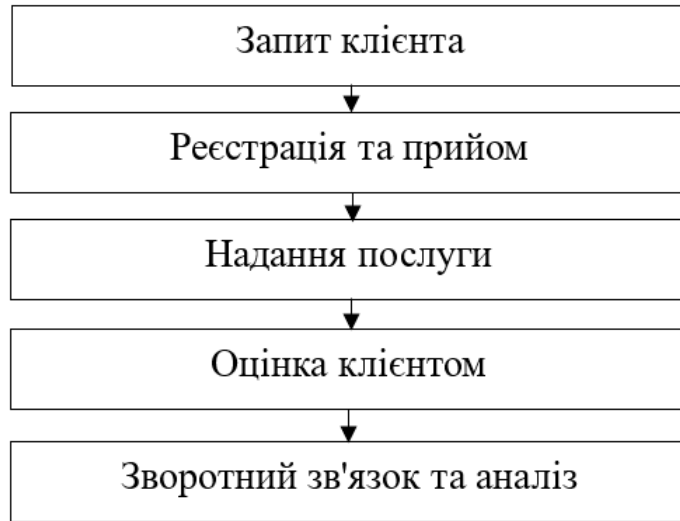 Запит клієнта
Реєстрація та прийом
Надання послуги
Оцінка клієнтом
Зворотний зв'язок та аналіз